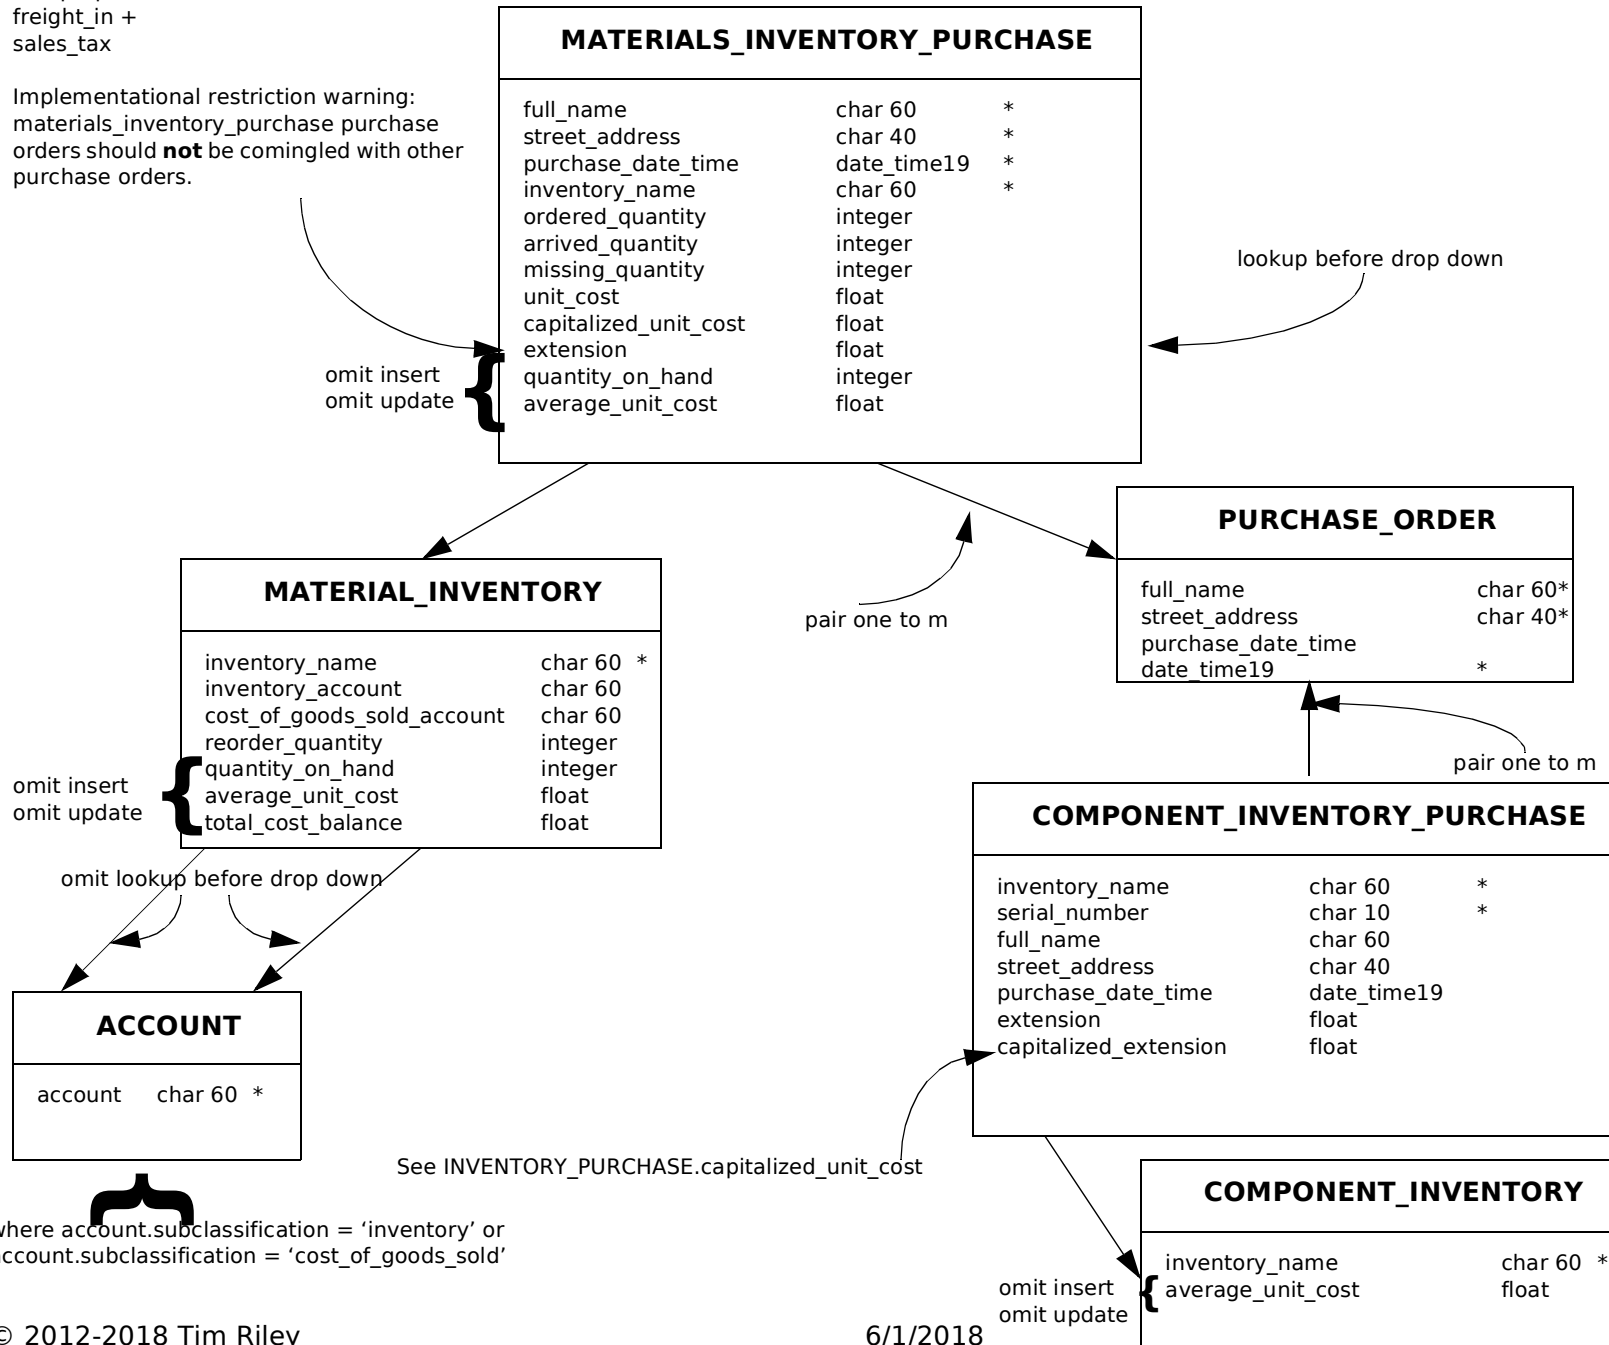 freight_in +
sales_tax
Implementational restriction warning:
materials_inventory_purchase purchase
orders should not be comingled with other
purchase orders.
MATERIALS_INVENTORY_PURCHASE
full_name char 60 *
street_address char 40 *
purchase_date_time date_time19 *
inventory_name char 60 *
ordered_quantity integer
arrived_quantity integer
missing_quantity integer
unit_cost float
capitalized_unit_cost float
extension float
quantity_on_hand integer
average_unit_cost float
omit insert
omit update
lookup before drop down
MATERIAL_INVENTORY
inventory_name char 60 *
inventory_account char 60
cost_of_goods_sold_account char 60
reorder_quantity integer
quantity_on_hand integer
average_unit_cost float
total_cost_balance float
omit insert
omit update
pair one to m
PURCHASE_ORDER
full_name char 60*
street_address char 40*
purchase_date_time
date_time19 *
pair one to m
omit lookup before drop down
COMPONENT_INVENTORY_PURCHASE
inventory_name char 60 *
serial_number char 10 *
full_name char 60
street_address char 40
purchase_date_time date_time19
extension float
capitalized_extension float
ACCOUNT
account char 60 *
See INVENTORY_PURCHASE.capitalized_unit_cost
where account.subclassification = ‘inventory’ or
account.subclassification = ‘cost_of_goods_sold’
COMPONENT_INVENTORY
inventory_name char 60 *
average_unit_cost float
omit insert
omit update
© 2012-2018 Tim Riley
6/1/2018